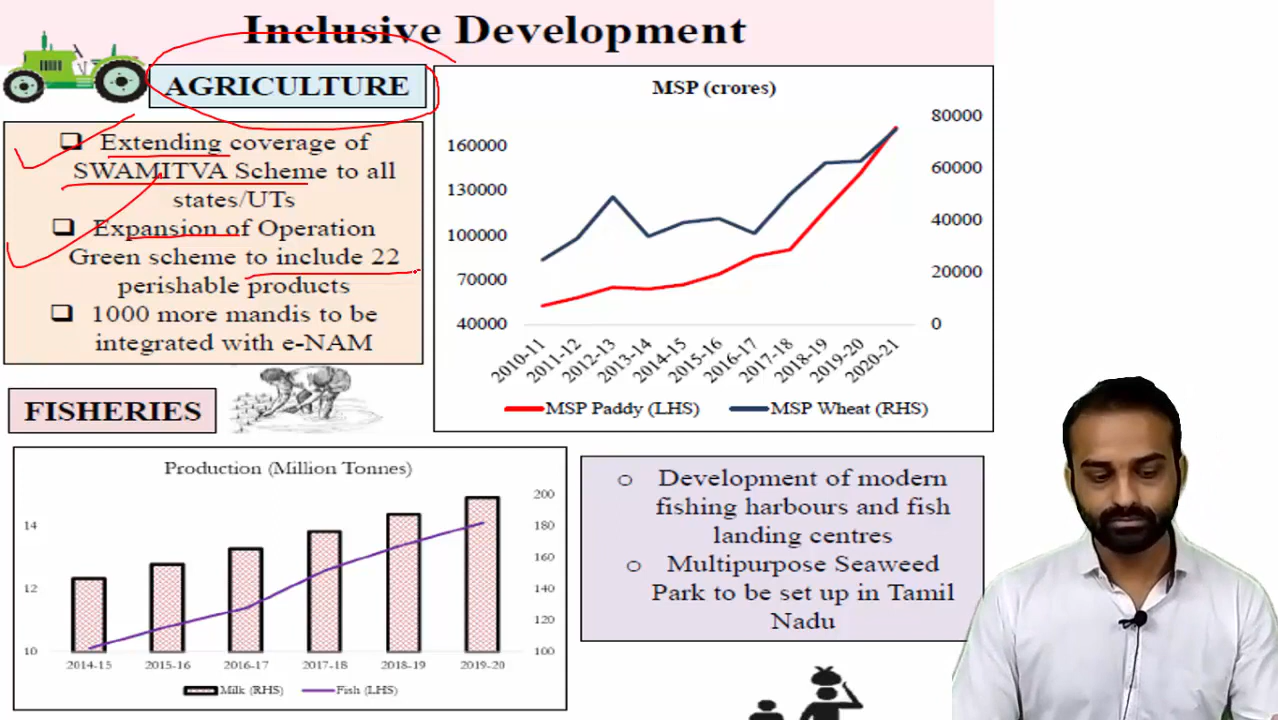 Inclusive Development
AGRICULTURE
❑ Extending coverage of
SWAMITVA Scheme to all
states/UTs
❑ Expansion of Operation
Green scheme to include 22
perishable products
❑ 1000 more mandis to be
integrated with e-NAM
MSP (crores)
160000
130000
100000
70000
40000
80000
60000
40000
20000
0
2010-11
2011-12
2012-13
2013-14
2014-15
2015-16
2016-17
2017-18
2018-19
2019-20
2020-21
MSP Paddy (LHS)
MSP Wheat (RHS)
FISHERIES
Production (Million Tonnes)
14
12
10
200
180
160
140
120
100
2014-15
2015-16
2016-17
2017-18
2018-19
2019-20
Milk (RHS)
Fish (LHS)
o Development of modern
fishing harbours and fish
landing centres
o Multipurpose Seaweed
Park to be set up in Tamil
Nadu